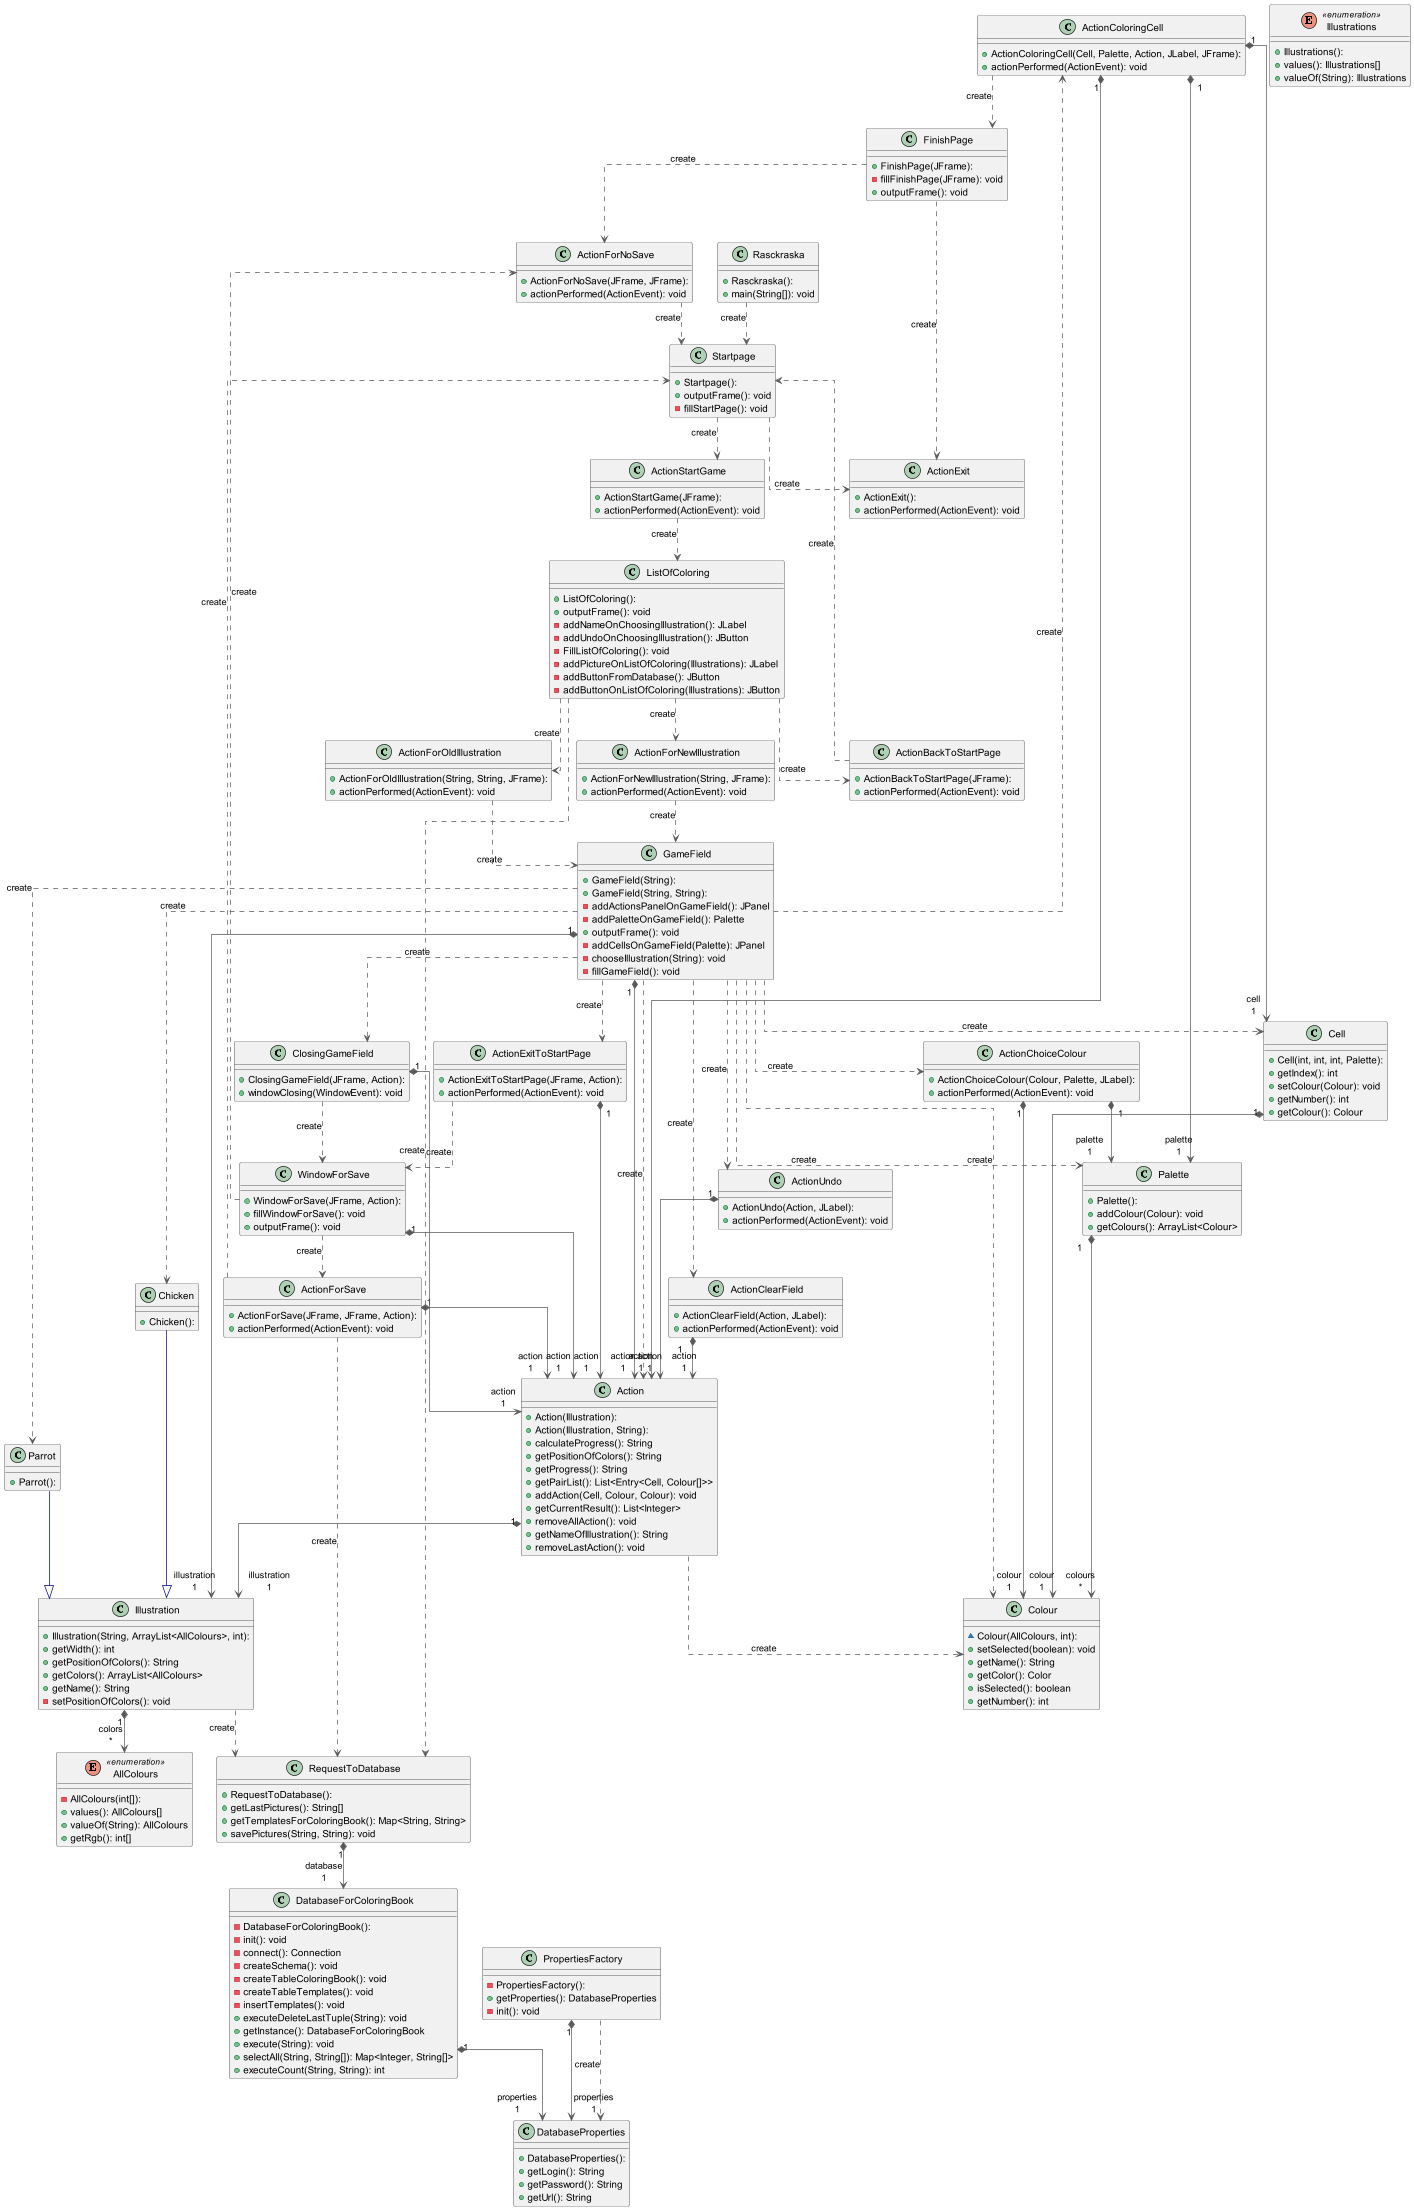 C ActionColoringCell
ActionColoringCell(Cell, Palette, Action, JLabel, JFrame):
actionPerformed(ActionEvent): void
E «enumeration»
Illustrations
Illustrations():
values(): Illustrations[]
valueOf(String): Illustrations
1
1
1
create
C FinishPage
FinishPage(JFrame):
fillFinishPage(JFrame): void
outputFrame(): void
create
C ActionForNoSave
ActionForNoSave(JFrame, JFrame):
actionPerformed(ActionEvent): void
C Rasckraska
Rasckraska():
main(String[]): void
create
create
create
C Startpage
Startpage():
outputFrame(): void
fillStartPage(): void
create
C ActionStartGame
ActionStartGame(JFrame):
actionPerformed(ActionEvent): void
create
C ActionExit
ActionExit():
actionPerformed(ActionEvent): void
create
create
C ListOfColoring
ListOfColoring():
outputFrame(): void
addNameOnChoosingIllustration(): JLabel
addUndoOnChoosingIllustration(): JButton
FillListOfColoring(): void
addPictureOnListOfColoring(Illustrations): JLabel
addButtonFromDatabase(): JButton
addButtonOnListOfColoring(Illustrations): JButton
create
create
create
create
create
create
C ActionForOldIllustration
ActionForOldIllustration(String, String, JFrame):
actionPerformed(ActionEvent): void
C ActionForNewIllustration
ActionForNewIllustration(String, JFrame):
actionPerformed(ActionEvent): void
C ActionBackToStartPage
ActionBackToStartPage(JFrame):
actionPerformed(ActionEvent): void
create
create
C GameField
GameField(String):
GameField(String, String):
addActionsPanelOnGameField(): JPanel
addPaletteOnGameField(): Palette
outputFrame(): void
addCellsOnGameField(Palette): JPanel
chooseIllustration(String): void
fillGameField(): void
create
create
1
create
1
create
cell
1
create
C ClosingGameField
ClosingGameField(JFrame, Action):
windowClosing(WindowEvent): void
C ActionExitToStartPage
ActionExitToStartPage(JFrame, Action):
actionPerformed(ActionEvent): void
C ActionChoiceColour
ActionChoiceColour(Colour, Palette, JLabel):
actionPerformed(ActionEvent): void
C Cell
Cell(int, int, int, Palette):
getIndex(): int
setColour(Colour): void
getNumber(): int
getColour(): Colour
1
1
1
1
1
create
create
create
create
create
create
create
create
create
palette
1
palette
1
C WindowForSave
WindowForSave(JFrame, Action):
fillWindowForSave(): void
outputFrame(): void
C ActionUndo
ActionUndo(Action, JLabel):
actionPerformed(ActionEvent): void
C Palette
Palette():
addColour(Colour): void
getColours(): ArrayList<Colour>
1
1
1
create
C Chicken
Chicken():
C ActionForSave
ActionForSave(JFrame, JFrame, Action):
actionPerformed(ActionEvent): void
C ActionClearField
ActionClearField(Action, JLabel):
actionPerformed(ActionEvent): void
1
action
1
action
1
action
1
action
1
action
1
action
1
action
1
C Action
Action(Illustration):
Action(Illustration, String):
calculateProgress(): String
getPositionOfColors(): String
getProgress(): String
getPairList(): List<Entry<Cell, Colour[]>>
addAction(Cell, Colour, Colour): void
getCurrentResult(): List<Integer>
removeAllAction(): void
getNameOfIllustration(): String
removeLastAction(): void
C Parrot
Parrot():
1
create
illustration
1
illustration
1
colour
1
colour
1
colours
*
C Illustration
Illustration(String, ArrayList<AllColours>, int):
getWidth(): int
getPositionOfColors(): String
getColors(): ArrayList<AllColours>
getName(): String
setPositionOfColors(): void
create
C Colour
Colour(AllColours, int):
setSelected(boolean): void
getName(): String
getColor(): Color
isSelected(): boolean
getNumber(): int
1
colors
*
create
E «enumeration»
AllColours
AllColours(int[]):
values(): AllColours[]
valueOf(String): AllColours
getRgb(): int[]
C RequestToDatabase
RequestToDatabase():
getLastPictures(): String[]
getTemplatesForColoringBook(): Map<String, String>
savePictures(String, String): void
1
database
1
C DatabaseForColoringBook
DatabaseForColoringBook():
init(): void
connect(): Connection
createSchema(): void
createTableColoringBook(): void
createTableTemplates(): void
insertTemplates(): void
executeDeleteLastTuple(String): void
getInstance(): DatabaseForColoringBook
execute(String): void
selectAll(String, String[]): Map<Integer, String[]>
executeCount(String, String): int
C PropertiesFactory
PropertiesFactory():
getProperties(): DatabaseProperties
init(): void
1
1
create
properties
1
properties
1
C DatabaseProperties
DatabaseProperties():
getLogin(): String
getPassword(): String
getUrl(): String